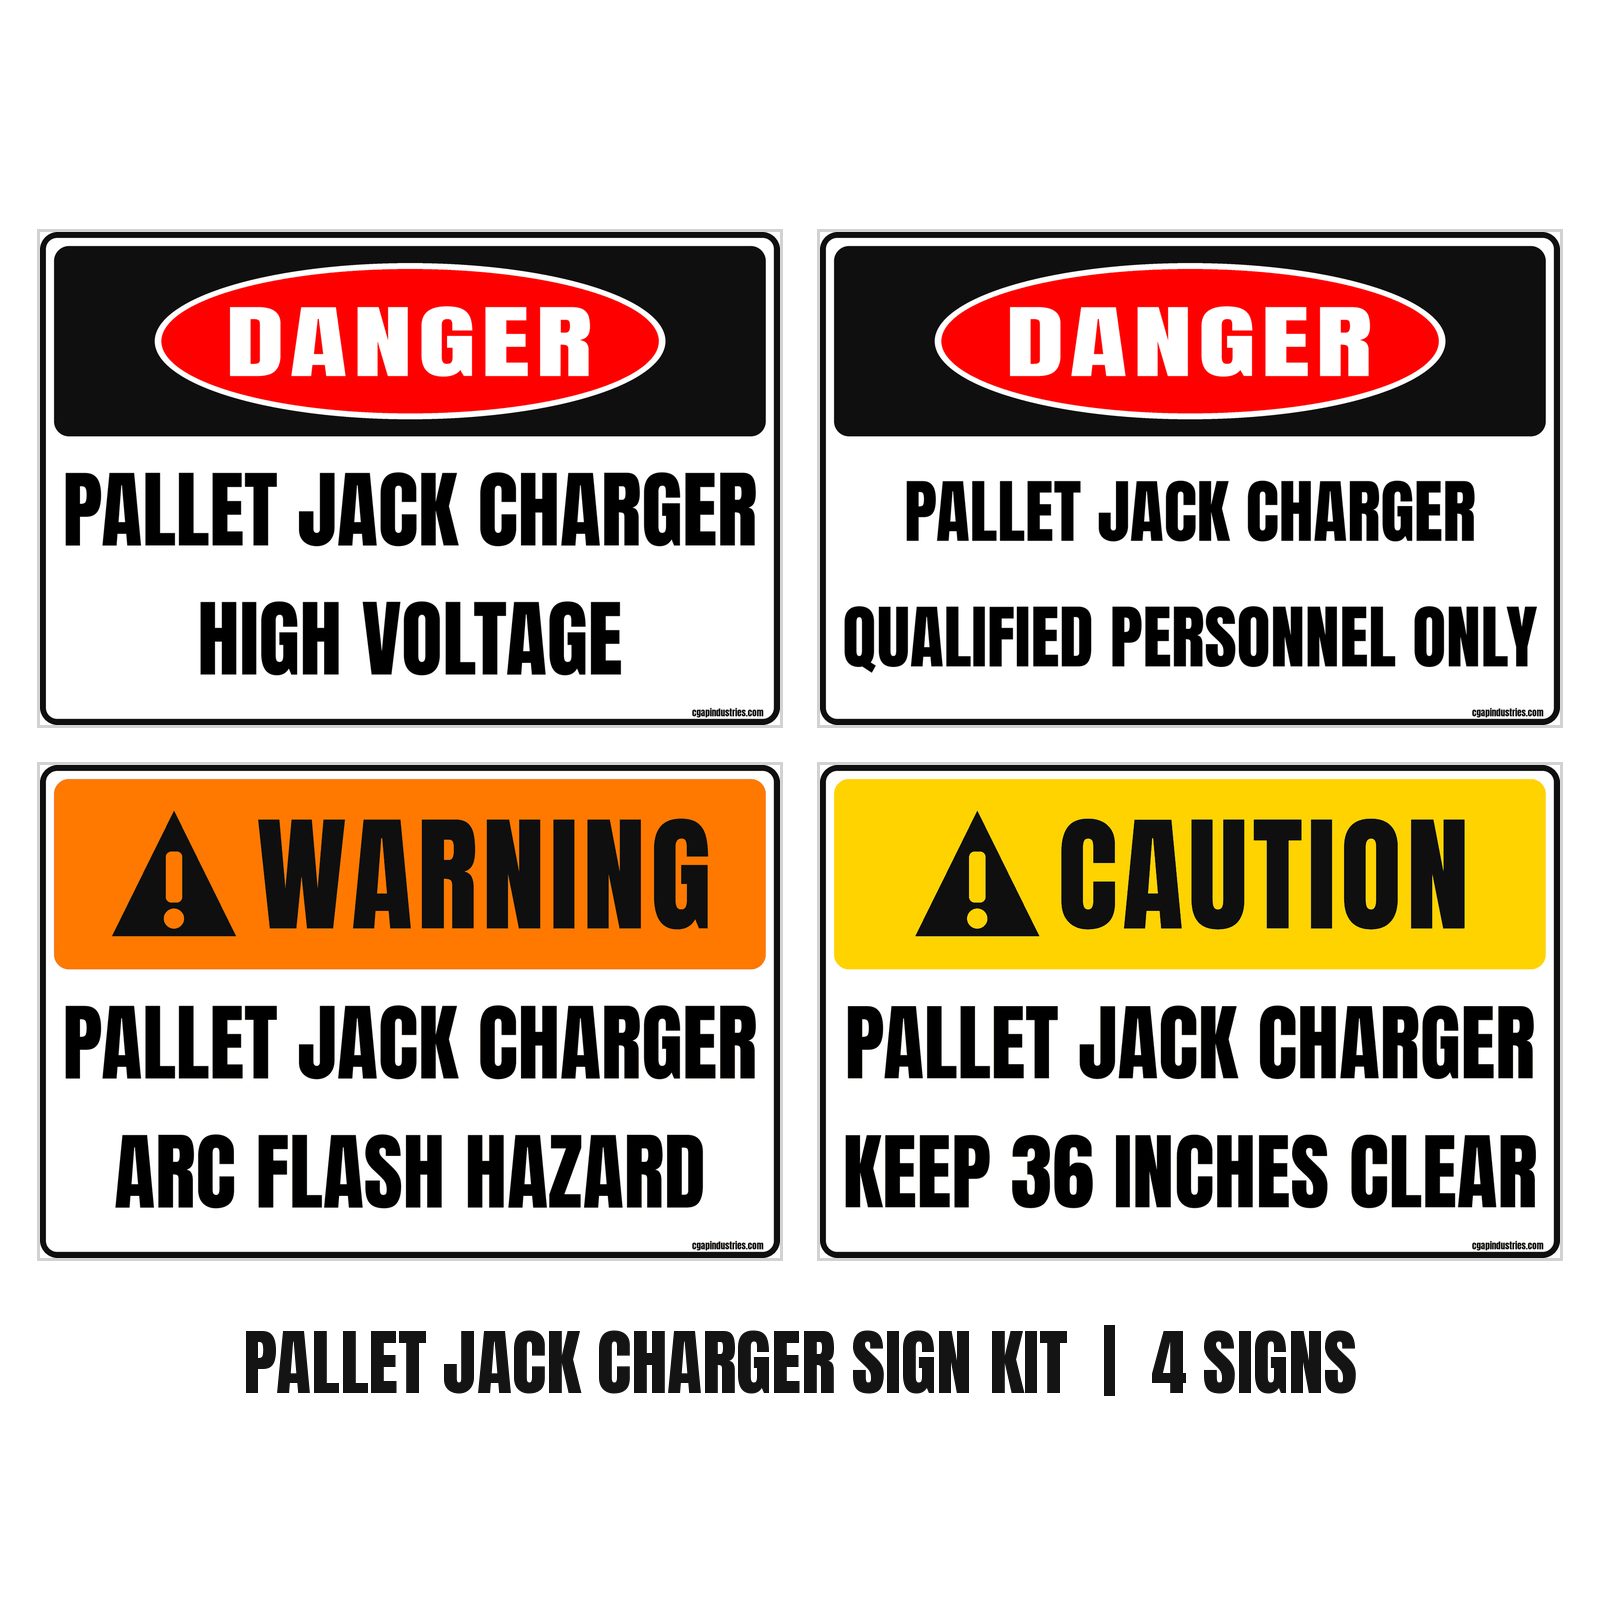 DANGER
PALLET JACK CHARGER
HIGH VOLTAGE
cgapindustries.com
DANGER
PALLET JACK CHARGER
QUALIFIED PERSONNEL ONLY
cgapindustries.com
WARNING
PALLET JACK CHARGER
ARC FLASH HAZARD
cgapindustries.com
CAUTION
PALLET JACK CHARGER
KEEP 36 INCHES CLEAR
cgapindustries.com
PALLET JACK CHARGER SIGN KIT | 4 SIGNS